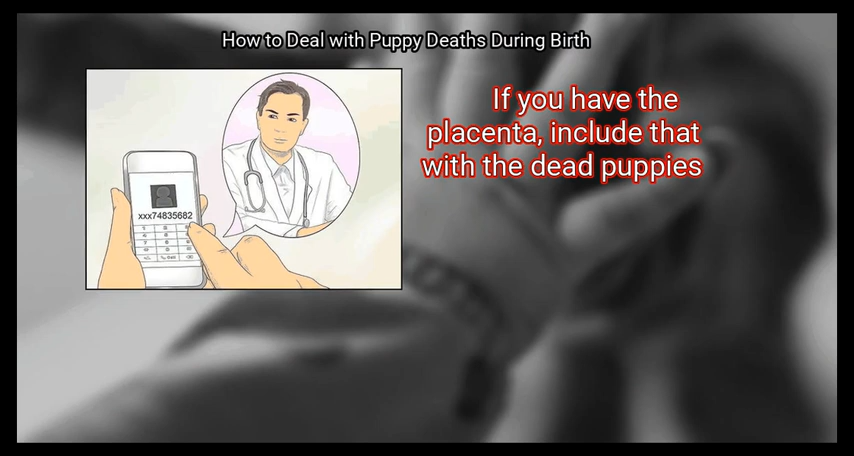 How to Deal with Puppy Deaths During Birth
If you have the
placenta, include that
with the dead puppies
xxx74835682